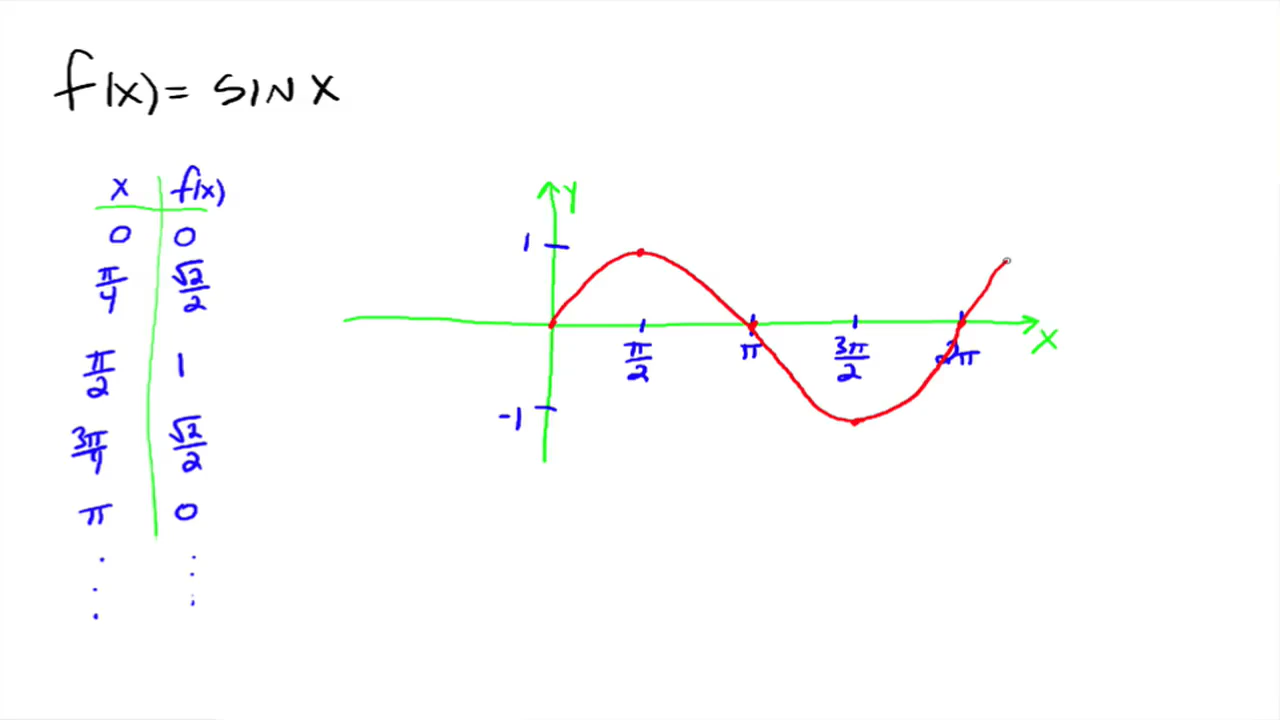 f(x) = SIN X
x f(x)
0 0
π/4 √2/2
π/2 1
3π/4 √2/2
π 0
y
1
-1
π/2 π 3π/2 2π
x